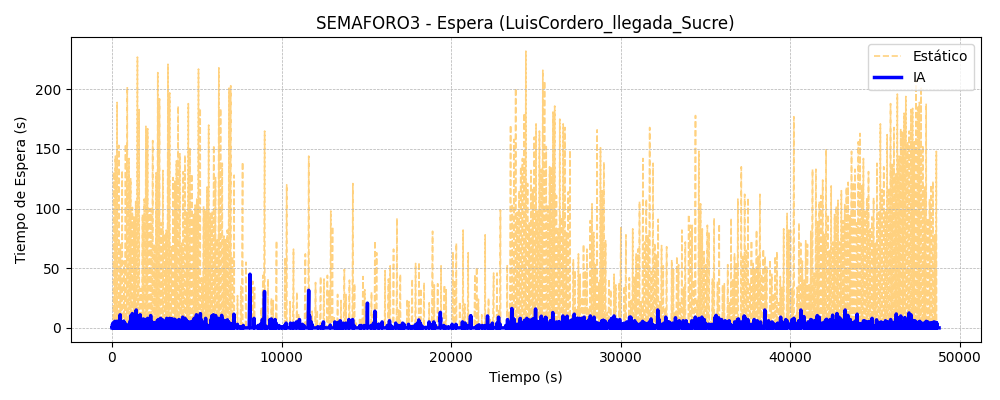 SEMAFORO3 - Espera (LuisCordero_llegada_Sucre)
Tiempo de Espera (s)
200
150
100
50
0
Estático
IA
0
10000
20000
30000
40000
50000
Tiempo (s)